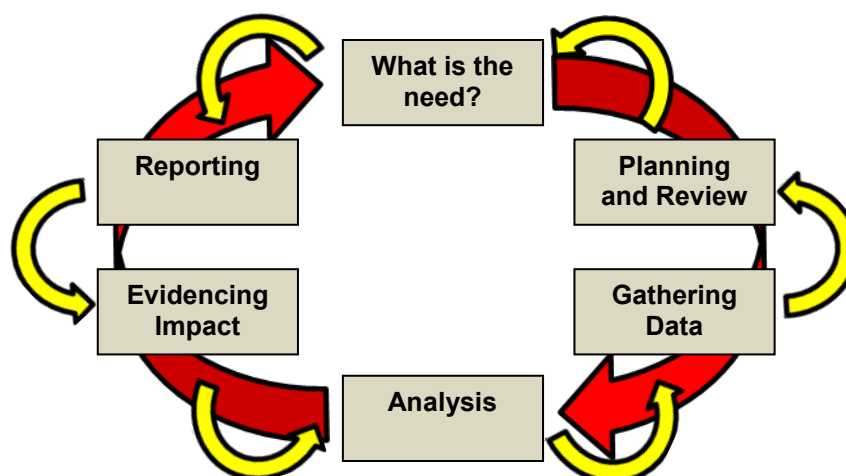 What is the
need?
Planning
and Review
Gathering
Data
Analysis
Evidencing
Impact
Reporting